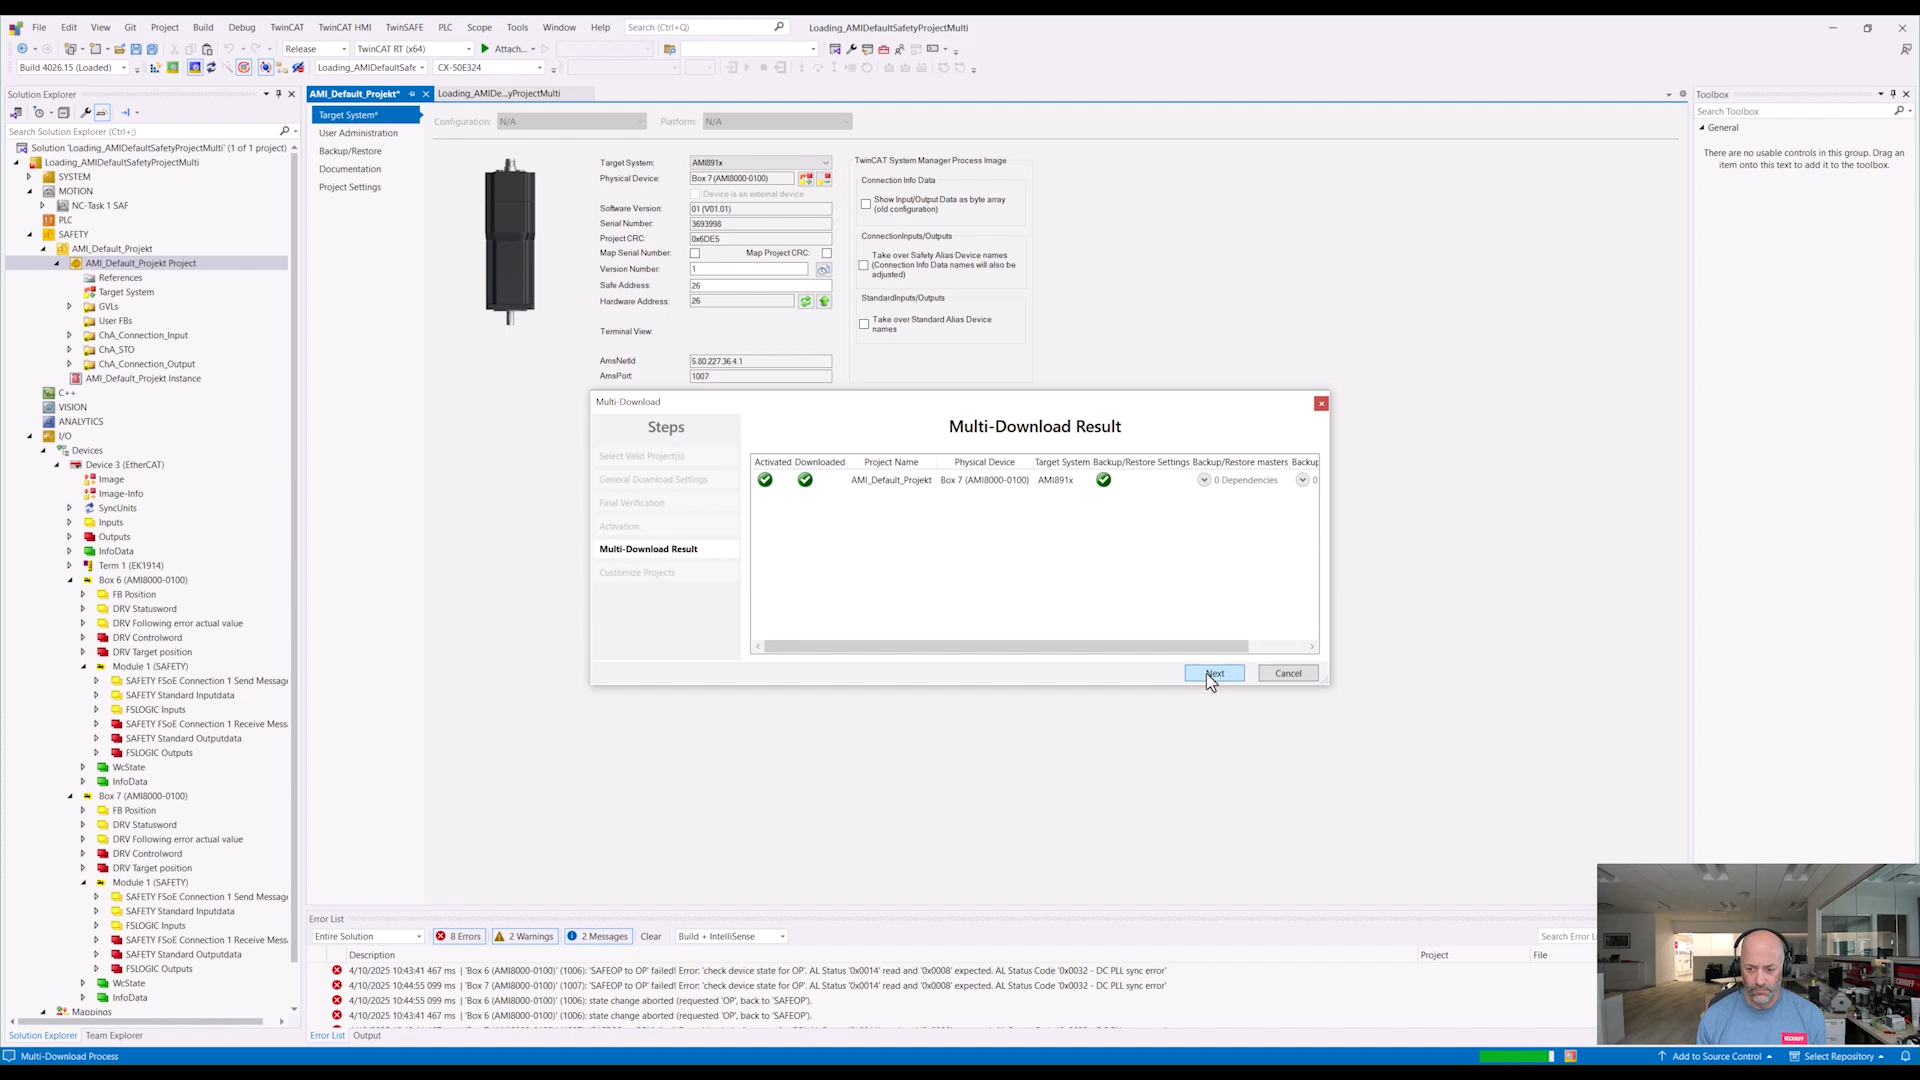 File Edit View Git Project Build Debug TwinCAT TwinCAT HMI TwinSAFE PLC Scope Tools Window Help Search (Ctrl+Q) Loading_AMIDefaultSafetyProjectMulti
Release TwinCAT RT (x64) Attach...
Build 4026.15 (Loaded) Loading_AMIDefaultSafe CX-50E324
Solution Explorer
Search Solution Explorer (Ctrl+;)
Solution 'Loading_AMIDefaultSafetyProjectMulti' (1 of 1 project)
Loading_AMIDefaultSafetyProjectMulti
SYSTEM
MOTION
NC-Task 1 SAF
PLC
SAFETY
AMI_Default_Projekt
AMI_Default_Projekt Project
References
Target System
GVLs
User FBs
ChA_Connection_Input
ChA_STO
ChA_Connection_Output
AMI_Default_Projekt Instance
C++
VISION
ANALYTICS
I/O
Devices
Device 3 (EtherCAT)
Image
Image-Info
SyncUnits
Inputs
Outputs
InfoData
Term 1 (EK1914)
Box 6 (AMI8000-0100)
FB Position
DRV Statusword
DRV Following error actual value
DRV Controlword
DRV Target position
Module 1 (SAFETY)
SAFETY FSoE Connection 1 Send Message
SAFETY Standard Inputdata
FSLOGIC Inputs
SAFETY FSoE Connection 1 Receive Mess
SAFETY Standard Outputdata
FSLOGIC Outputs
WcState
InfoData
Box 7 (AMI8000-0100)
FB Position
DRV Statusword
DRV Following error actual value
DRV Controlword
DRV Target position
Module 1 (SAFETY)
SAFETY FSoE Connection 1 Send Message
SAFETY Standard Inputdata
FSLOGIC Inputs
SAFETY FSoE Connection 1 Receive Mess
SAFETY Standard Outputdata
FSLOGIC Outputs
WcState
InfoData
Mappings
Solution Explorer Team Explorer
AMI_Default_Projekt* Loading_AMIDe...yProjectMulti
Target System*
User Administration
Backup/Restore
Documentation
Project Settings
Configuration: N/A Platform: N/A
Target System: AMI891x
Physical Device: Box 7 (AMI8000-0100)
Device is an external device
Software Version: 01 (V01.01)
Serial Number: 3693998
Project CRC: 0x6DE5
Map Serial Number: Map Project CRC:
Version Number: 1
Safe Address: 26
Hardware Address: 26
Terminal View:
AmsNetId 5.80.227.36.4.1
AmsPort 1007
TwinCAT System Manager Process Image
Connection Info Data
Show Input/Output Data as byte array
(old configuration)
ConnectionInputs/Outputs
Take over Safety Alias Device names
(Connection Info Data names will also be
adjusted)
StandardInputs/Outputs
Take over Standard Alias Device
names
Multi-Download
Steps
Select Valid Project(s)
General Download Settings
Final Verification
Activation
Multi-Download Result
Customize Projects
Multi-Download Result
Activated Downloaded Project Name Physical Device Target System Backup/Restore Settings Backup/Restore masters Backup
AMI_Default_Projekt Box 7 (AMI8000-0100) AMI891x 0 Dependencies 0
Next Cancel
Toolbox
Search Toolbox
General
There are no usable controls in this group. Drag an
item onto this text to add it to the toolbox.
Error List
Entire Solution 8 Errors 2 Warnings 2 Messages Clear Build + IntelliSense Search Error Li
Description Project File
4/10/2025 10:43:41 467 ms | 'Box 6 (AMI8000-0100)' (1006): 'SAFEOP to OP' failed! Error: 'check device state for OP'. AL Status '0x0014' read and '0x0008' expected. AL Status Code '0x0032 - DC PLL sync error'
4/10/2025 10:44:55 099 ms | 'Box 7 (AMI8000-0100)' (1007): 'SAFEOP to OP' failed! Error: 'check device state for OP'. AL Status '0x0014' read and '0x0008' expected. AL Status Code '0x0032 - DC PLL sync error'
4/10/2025 10:43:41 467 ms | 'Box 6 (AMI8000-0100)' (1006): state change aborted (requested 'OP', back to 'SAFEOP').
4/10/2025 10:43:41 467 ms | 'Box 6 (AMI8000-0100)' (1006): state change aborted (requested 'OP', back to 'SAFEOP').
Error List Output
BECKHOFF
Multi-Download Process Add to Source Control Select Repository